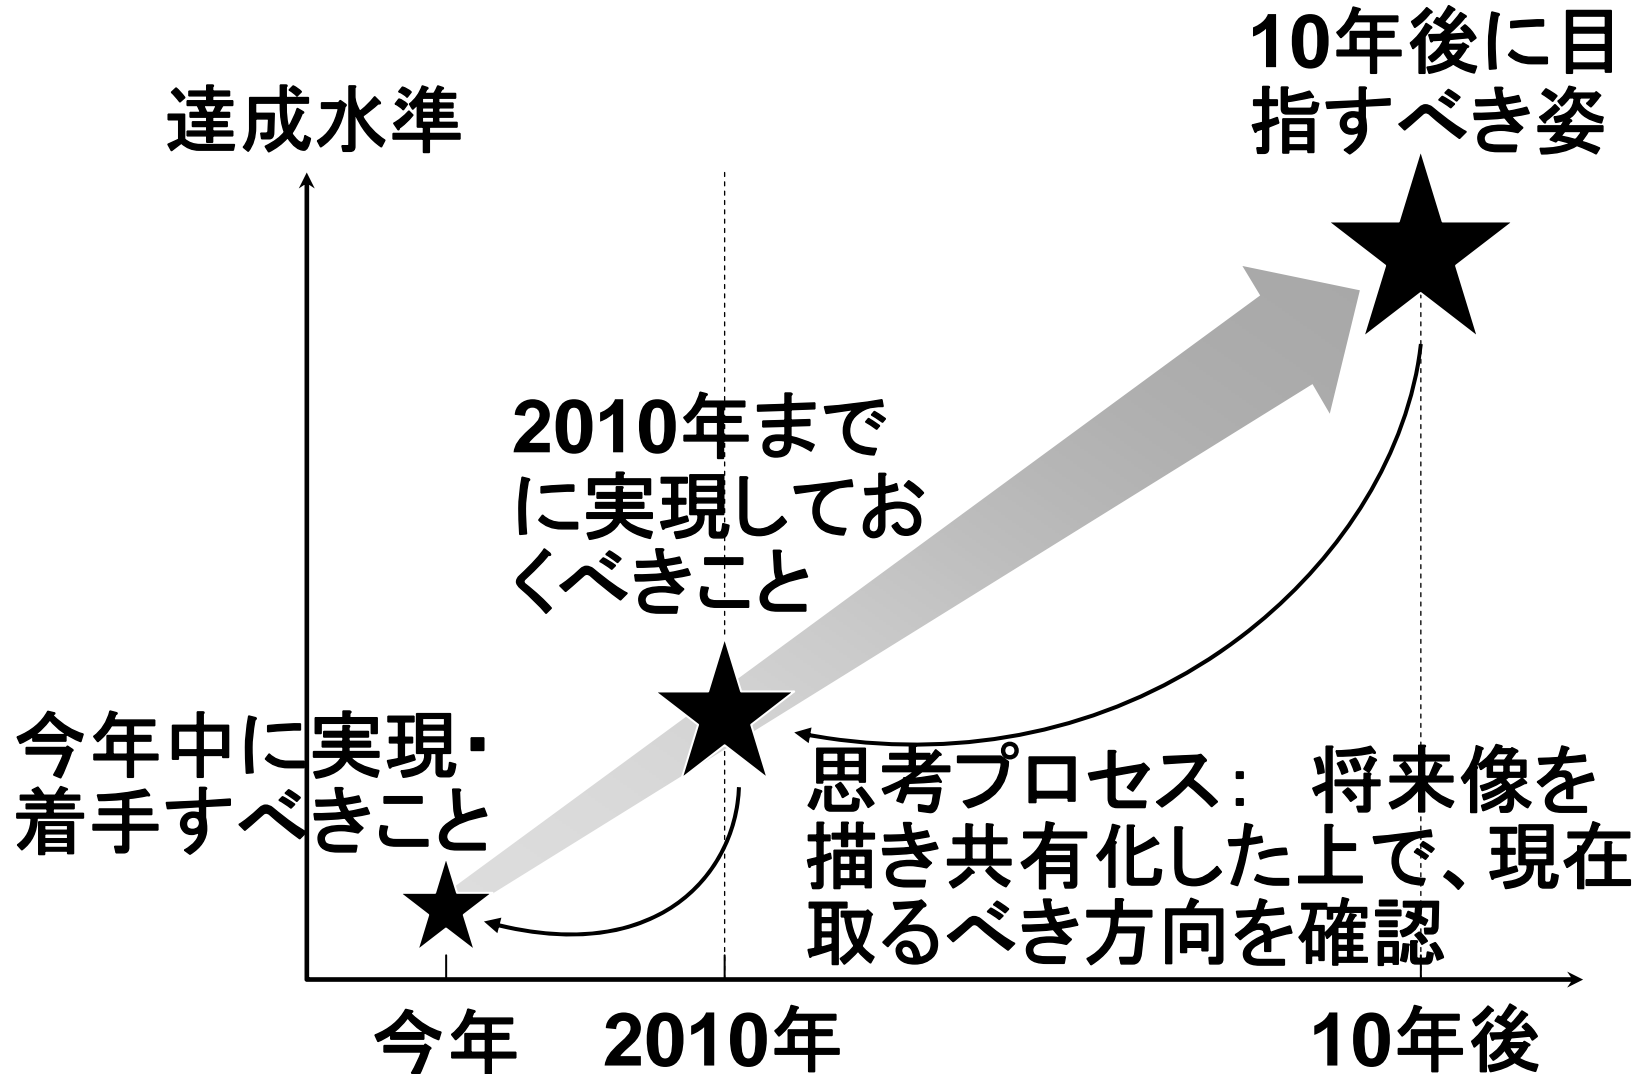 10年後に目
指すべき姿
達成水準
2010年まで
に実現してお
くべきこと
今年中に実現・
着手すべきこと
思考プロセス：　将来像を
描き共有化した上で、現在
取るべき方向を確認
今年
2010年
10年後